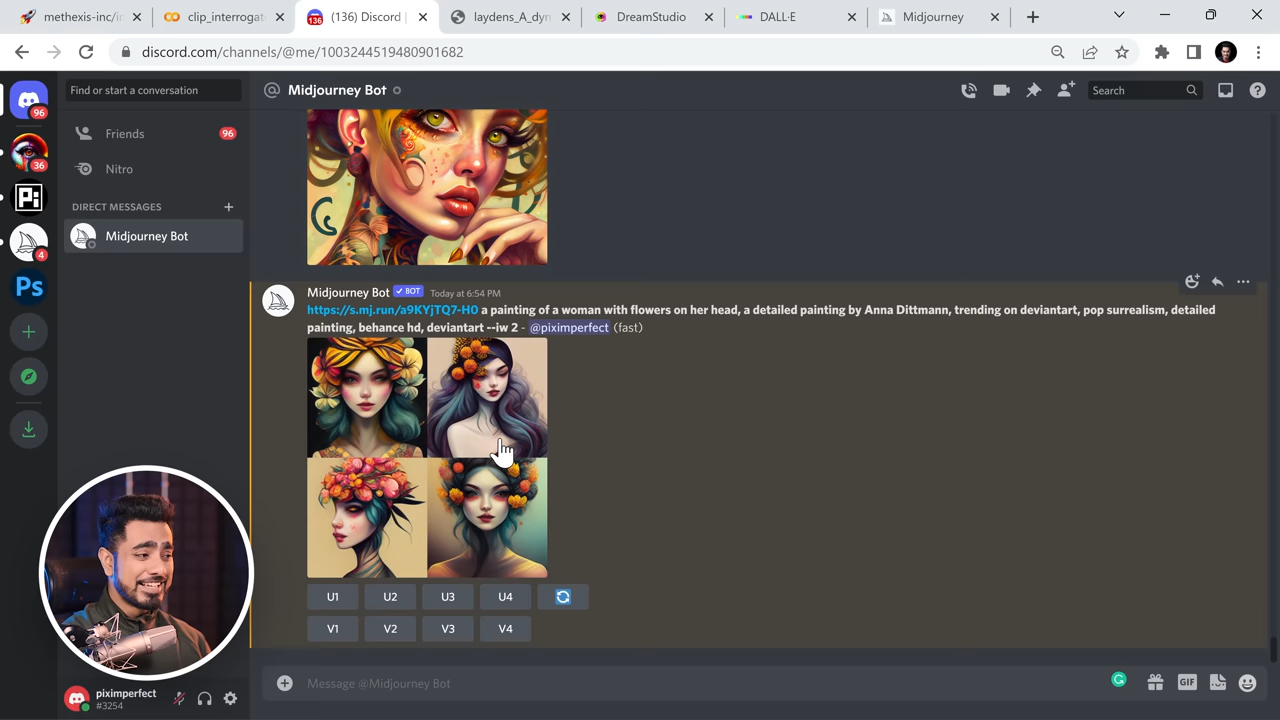 methexis-inc/in
clip_interrogat
(136) Discord |
laydens_A_dyn
DreamStudio
DALL·E
Midjourney
discord.com/channels/@me/1003244519480901682
96
36
4
Ps
Find or start a conversation
Friends
96
Nitro
DIRECT MESSAGES
Midjourney Bot
Midjourney Bot
Search
Midjourney Bot BOT Today at 6:54 PM
https://s.mj.run/a9KYjTQ7-H0 a painting of a woman with flowers on her head, a detailed painting by Anna Dittmann, trending on deviantart, pop surrealism, detailed
painting, behance hd, deviantart --iw 2 - @piximperfect (fast)
U1 U2 U3 U4
V1 V2 V3 V4
Message @Midjourney Bot
GIF
piximperfect
#3254